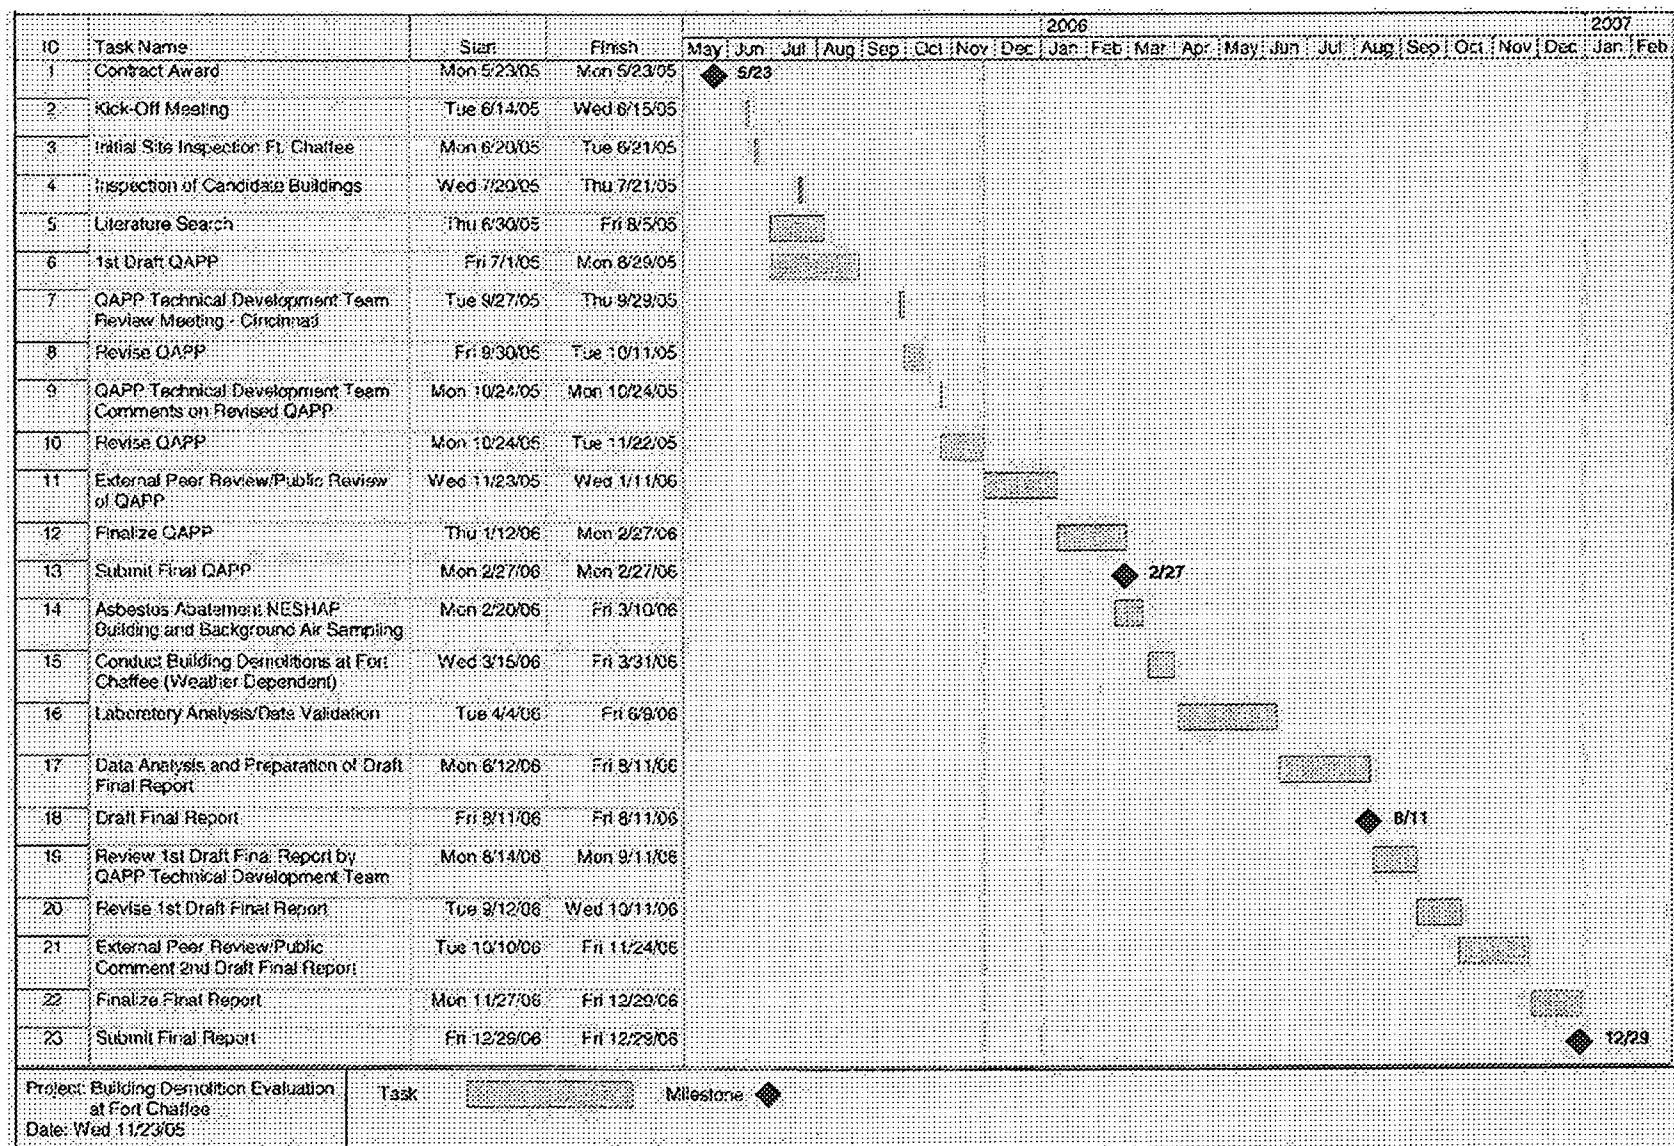 2006 2007
ID Task Name Start Finish May Jun Jul Aug Sep Oct Nov Dec Jan Feb Mar Apr May Jun Jul Aug Sep Oct Nov Dec Jan Feb
1 Contract Award Mon 5/23/05 Mon 5/23/05 5/23
2 Kick-Off Meeting Tue 6/14/05 Wed 6/15/05
3 Initial Site Inspection Ft. Chaffee Mon 6/20/05 Tue 6/21/05
4 Inspection of Candidate Buildings Wed 7/20/05 Thu 7/21/05
5 Literature Search Thu 6/30/05 Fri 8/5/05
6 1st Draft QAPP Fri 7/1/05 Mon 8/29/05
7 QAPP Technical Development Team Tue 9/27/05 Thu 9/29/05
Review Meeting - Cincinnati
8 Revise QAPP Fri 9/30/05 Tue 10/11/05
9 QAPP Technical Development Team Mon 10/24/05 Mon 10/24/05
Comments on Revised QAPP
10 Revise QAPP Mon 10/24/05 Tue 11/22/05
11 External Peer Review/Public Review Wed 11/23/05 Wed 1/11/06
of QAPP
12 Finalize QAPP Thu 1/12/06 Mon 2/27/06
13 Submit Final QAPP Mon 2/27/06 Mon 2/27/06 2/27
14 Asbestos Abatement NESHAP Mon 2/20/06 Fri 3/10/06
Building and Background Air Sampling
15 Conduct Building Demolitions at Fort Wed 3/15/06 Fri 3/31/06
Chaffee (Weather Dependent)
16 Laboratory Analysis/Data Validation Tue 4/4/06 Fri 6/9/06
17 Data Analysis and Preparation of Draft Mon 6/12/06 Fri 8/11/06
Final Report
18 Draft Final Report Fri 8/11/06 Fri 8/11/06 8/11
19 Review 1st Draft Final Report by Mon 8/14/06 Mon 9/11/06
QAPP Technical Development Team
20 Revise 1st Draft Final Report Tue 9/12/06 Wed 10/11/06
21 External Peer Review/Public Tue 10/10/06 Fri 11/24/06
Comment 2nd Draft Final Report
22 Finalize Final Report Mon 11/27/06 Fri 12/29/06
23 Submit Final Report Fri 12/29/06 Fri 12/29/06 12/29
Project: Building Demolition Evaluation Task Milestone
at Fort Chaffee
Date: Wed 11/23/05